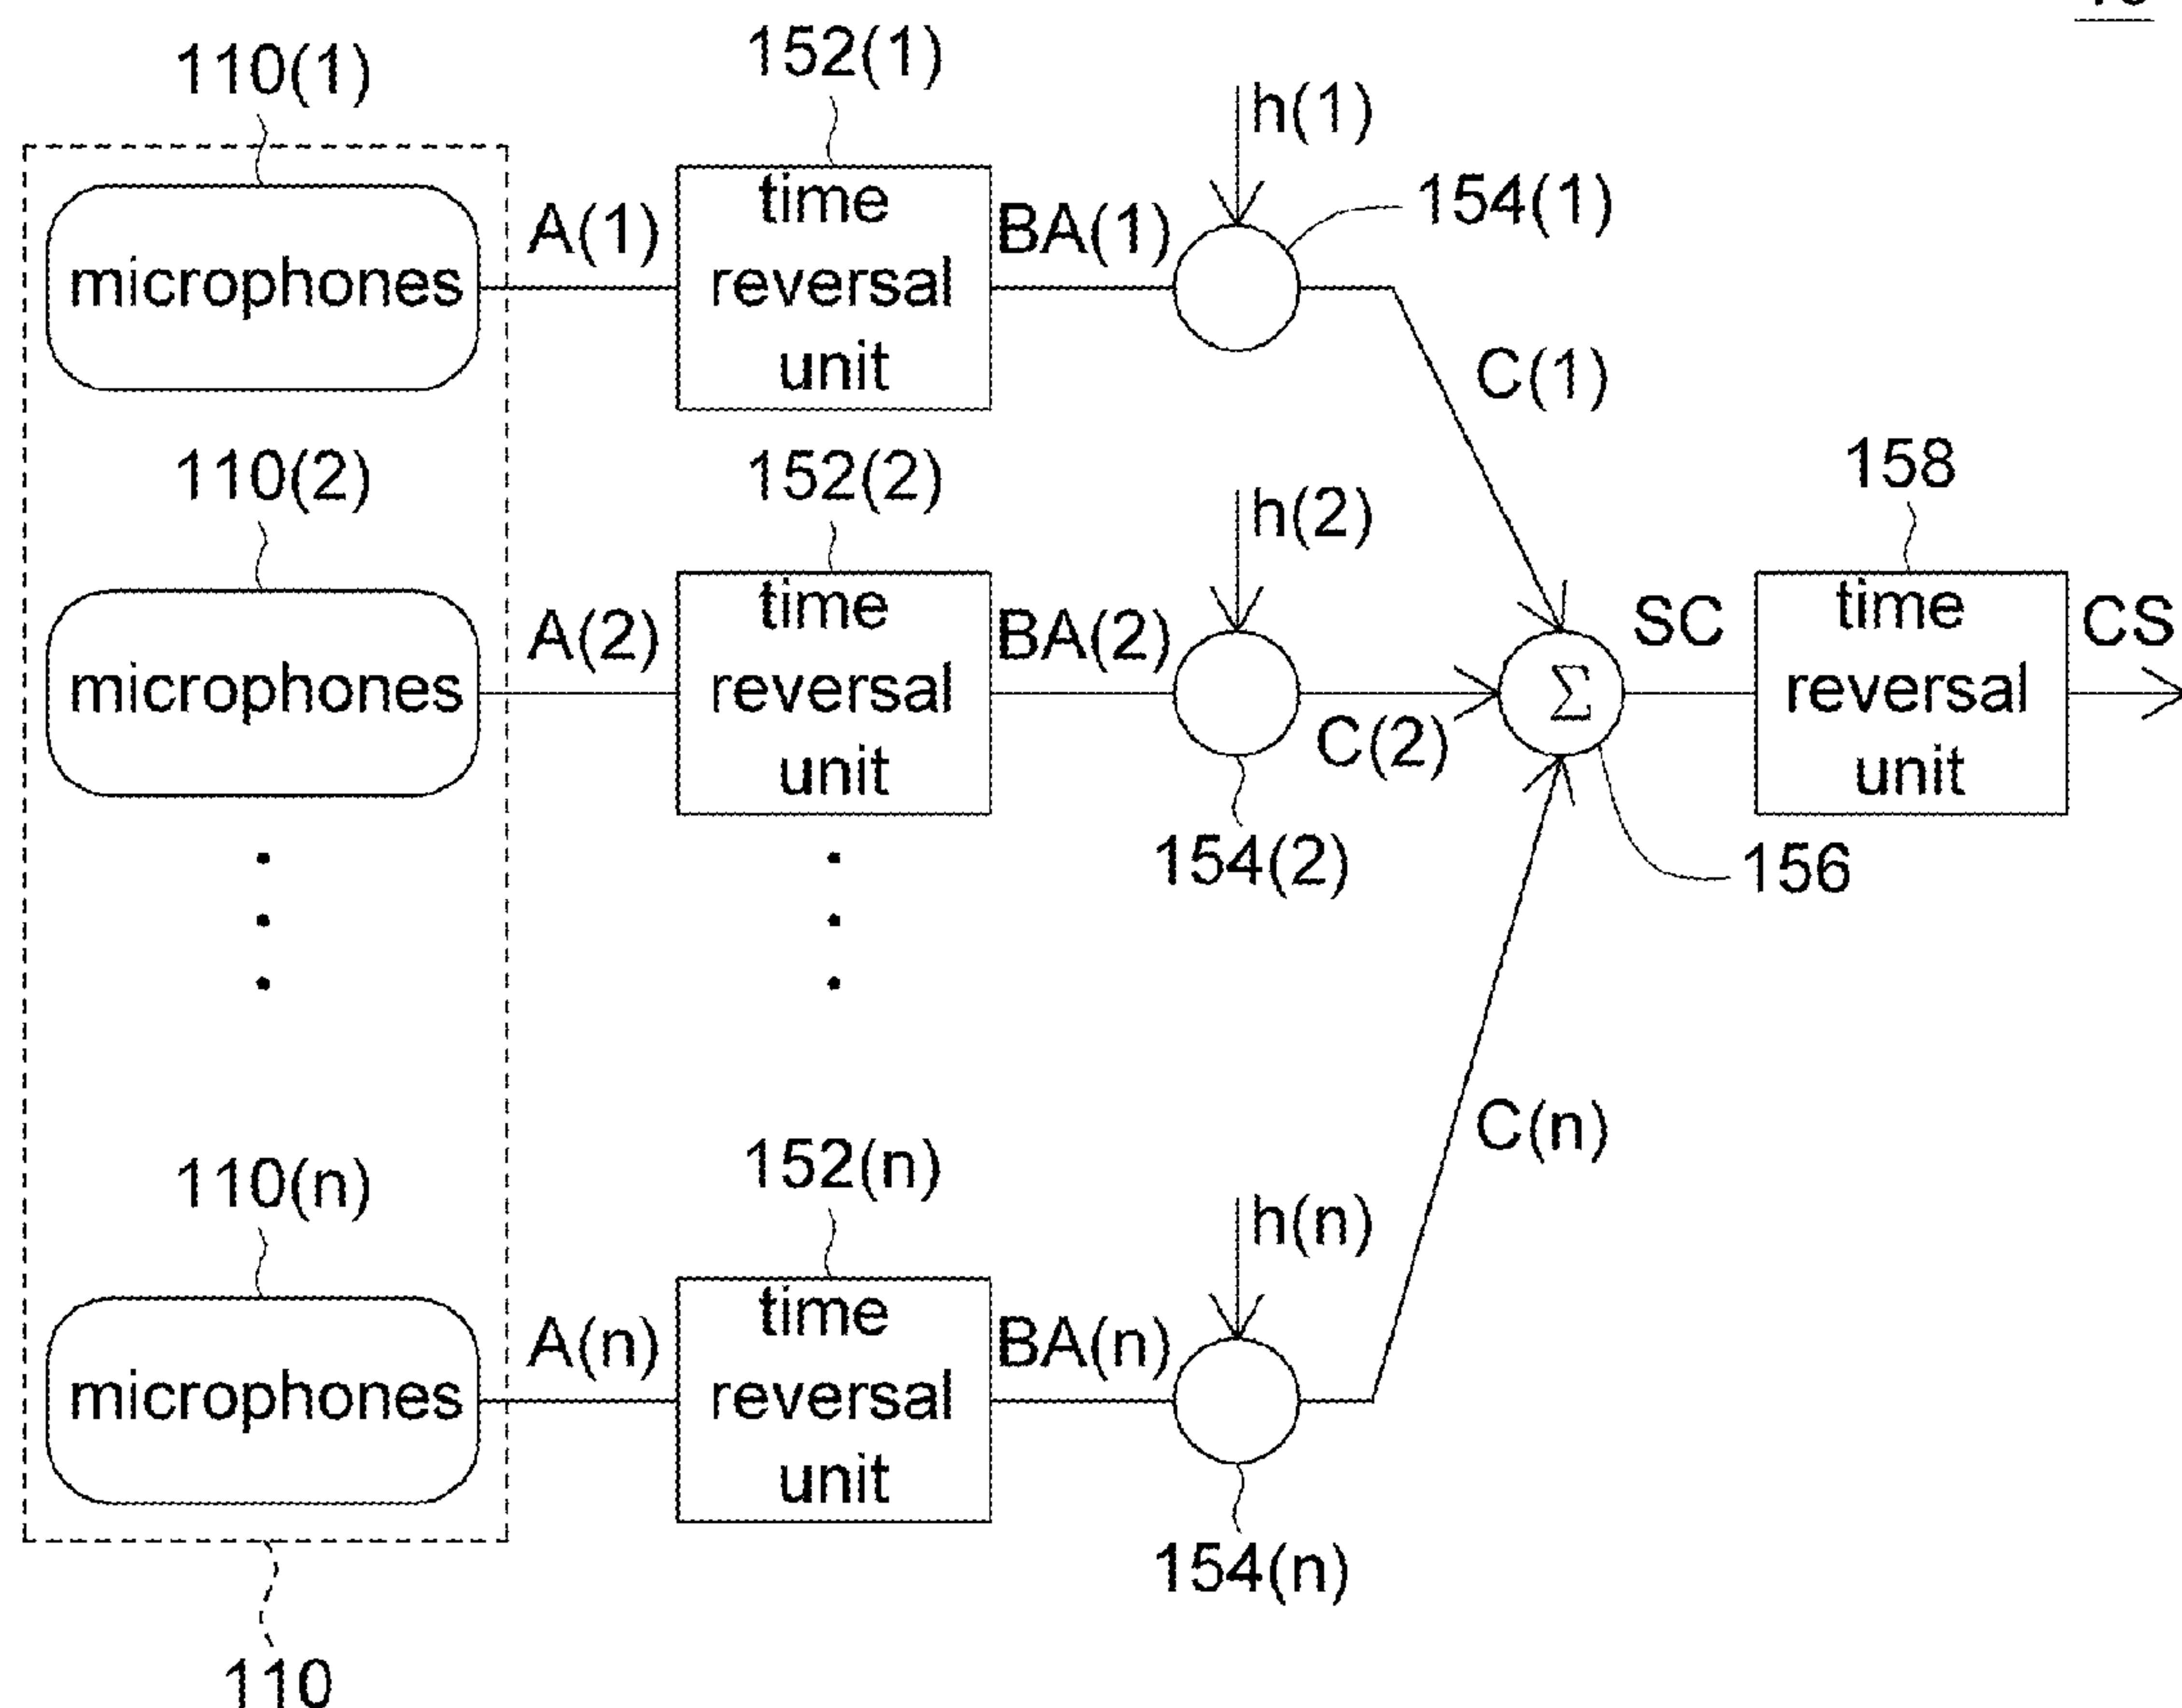 110(1)
152(1)
h(1)
154(1)
microphones
A(1)
time
reversal
unit
BA(1)
C(1)
110(2)
152(2)
h(2)
158
microphones
A(2)
time
reversal
unit
BA(2)
C(2)
Σ
SC
time
reversal
unit
CS
154(2)
156
C(n)
110(n)
152(n)
h(n)
microphones
A(n)
time
reversal
unit
BA(n)
154(n)
110